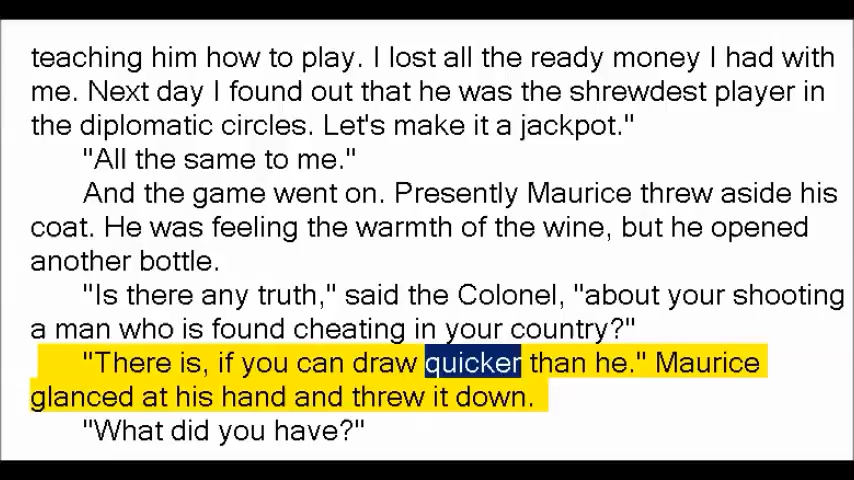 teaching him how to play. I lost all the ready money I had with
me. Next day I found out that he was the shrewdest player in
the diplomatic circles. Let's make it a jackpot."
"All the same to me."
And the game went on. Presently Maurice threw aside his
coat. He was feeling the warmth of the wine, but he opened
another bottle.
"Is there any truth," said the Colonel, "about your shooting
a man who is found cheating in your country?"
"There is, if you can draw quicker than he." Maurice
glanced at his hand and threw it down.
"What did you have?"